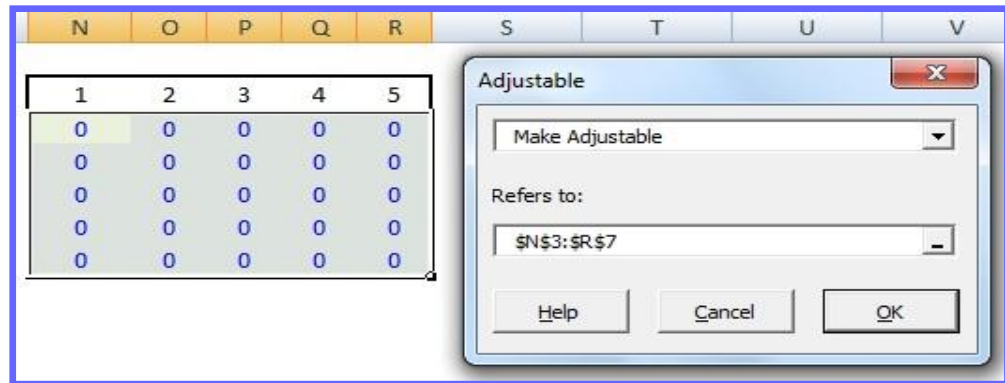 N O P Q R S T U V
1 2 3 4 5
0 0 0 0 0
0 0 0 0 0
0 0 0 0 0
0 0 0 0 0
0 0 0 0 0
Adjustable
Make Adjustable
Refers to:
$N$3:$R$7
Help Cancel OK